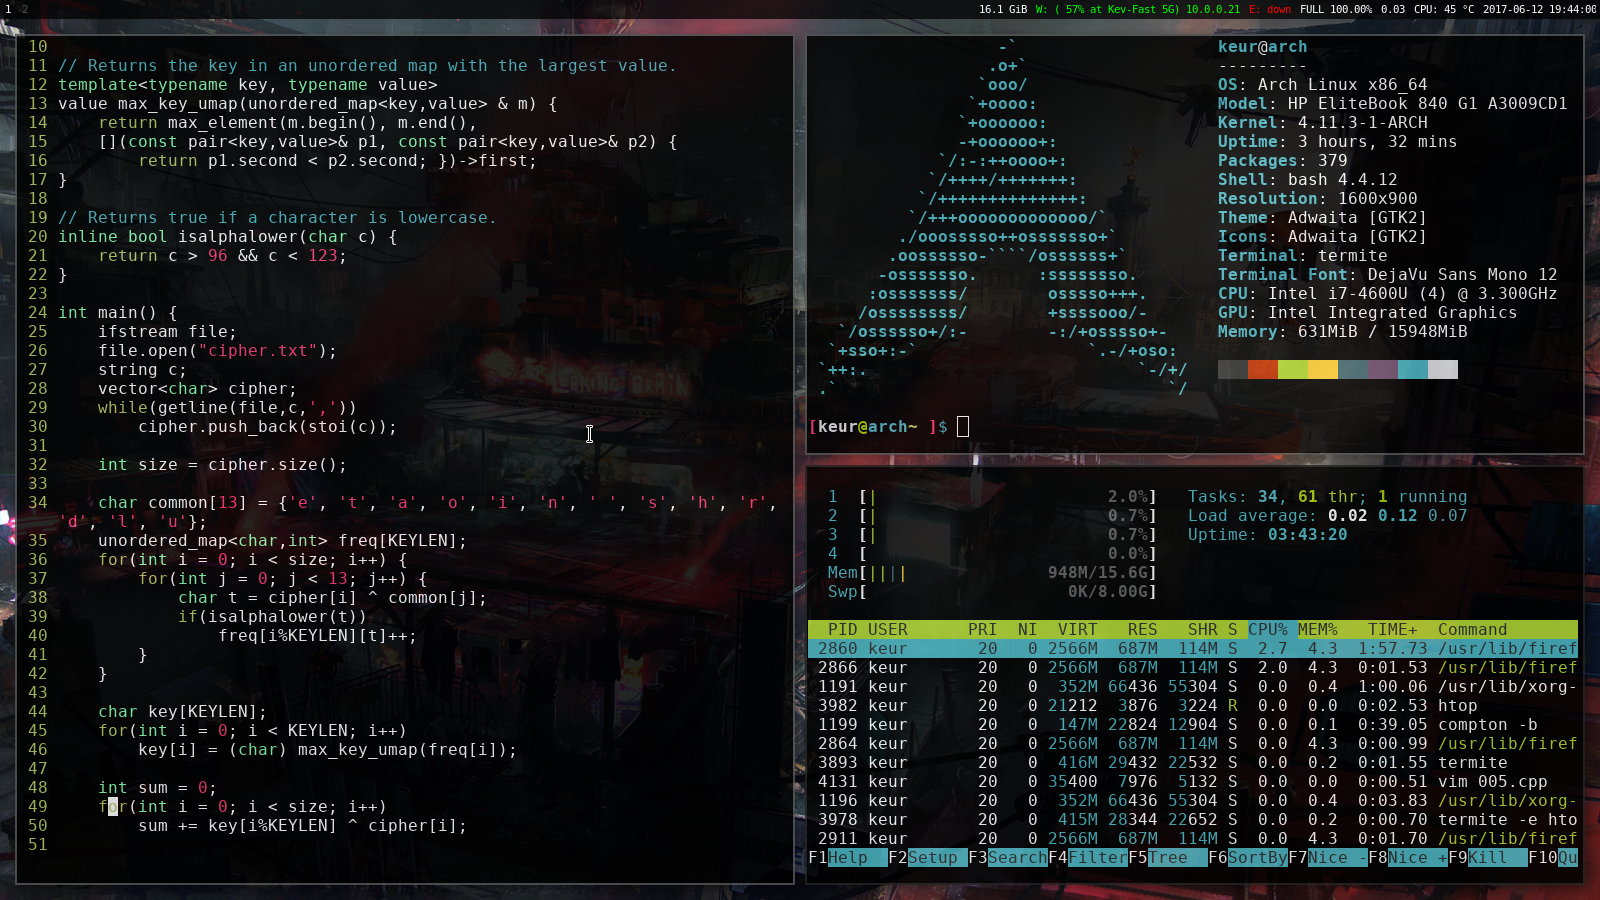 1 2
16.1 GiB W: ( 57% at Kev-Fast 5G) 10.0.0.21 E: down FULL 100.00% 0.03 CPU: 45 °C 2017-06-12 19:44:00
10
11 // Returns the key in an unordered map with the largest value.
12 template<typename key, typename value>
13 value max_key_umap(unordered_map<key,value> & m) {
14     return max_element(m.begin(), m.end(),
15     [](const pair<key,value>& p1, const pair<key,value>& p2) {
16         return p1.second < p2.second; })->first;
17 }
18
19 // Returns true if a character is lowercase.
20 inline bool isalphalower(char c) {
21     return c > 96 && c < 123;
22 }
23
24 int main() {
25     ifstream file;
26     file.open("cipher.txt");
27     string c;
28     vector<char> cipher;
29     while(getline(file,c,','))
30         cipher.push_back(stoi(c));
31
32     int size = cipher.size();
33
34     char common[13] = {'e', 't', 'a', 'o', 'i', 'n', ' ', 's', 'h', 'r',
'd', 'l', 'u'};
35     unordered_map<char,int> freq[KEYLEN];
36     for(int i = 0; i < size; i++) {
37         for(int j = 0; j < 13; j++) {
38             char t = cipher[i] ^ common[j];
39             if(isalphalower(t))
40                 freq[i%KEYLEN][t]++;
41         }
42     }
43
44     char key[KEYLEN];
45     for(int i = 0; i < KEYLEN; i++)
46         key[i] = (char) max_key_umap(freq[i]);
47
48     int sum = 0;
49     for(int i = 0; i < size; i++)
50         sum += key[i%KEYLEN] ^ cipher[i];
51
                   -`
                  .o+`
                 `ooo/
                `+oooo:
               `+oooooo:
               -+oooooo+:
             `/:-:++oooo+:
            `/++++/+++++++:
           `/++++++++++++++:
          `/+++ooooooooooooo/`
         ./ooosssso++osssssso+`
        .oossssso-````/ossssss+`
       -osssssso.      :ssssssso.
      :osssssss/        osssso+++.
     /ossssssss/        +ssssooo/-
   `/ossssso+/:-        -:/+osssso+-
  `+sso+:-`                 `.-/+oso:
 `++:.                           `-/+/
 .`                                 `/
keur@arch
---------
OS: Arch Linux x86_64
Model: HP EliteBook 840 G1 A3009CD1
Kernel: 4.11.3-1-ARCH
Uptime: 3 hours, 32 mins
Packages: 379
Shell: bash 4.4.12
Resolution: 1600x900
Theme: Adwaita [GTK2]
Icons: Adwaita [GTK2]
Terminal: termite
Terminal Font: DejaVu Sans Mono 12
CPU: Intel i7-4600U (4) @ 3.300GHz
GPU: Intel Integrated Graphics
Memory: 631MiB / 15948MiB
[keur@arch~ ]$
1 [| 2.0%] Tasks: 34, 61 thr; 1 running
2 [| 0.7%] Load average: 0.02 0.12 0.07
3 [| 0.7%] Uptime: 03:43:20
4 [ 0.0%]
Mem[|||| 948M/15.6G]
Swp[ 0K/8.00G]
PID USER PRI NI VIRT RES SHR S CPU% MEM% TIME+ Command
2860 keur 20 0 2566M 687M 114M S 2.7 4.3 1:57.73 /usr/lib/firef
2866 keur 20 0 2566M 687M 114M S 2.0 4.3 0:01.53 /usr/lib/firef
1191 keur 20 0 352M 66436 55304 S 0.0 0.4 1:00.06 /usr/lib/xorg-
3982 keur 20 0 21212 3876 3224 R 0.0 0.0 0:02.53 htop
1199 keur 20 0 147M 22824 12904 S 0.0 0.1 0:39.05 compton -b
2864 keur 20 0 2566M 687M 114M S 0.0 4.3 0:00.99 /usr/lib/firef
3893 keur 20 0 416M 29432 22532 S 0.0 0.2 0:01.55 termite
4131 keur 20 0 35400 7976 5132 S 0.0 0.0 0:00.51 vim 005.cpp
1196 keur 20 0 352M 66436 55304 S 0.0 0.4 0:03.83 /usr/lib/xorg-
3978 keur 20 0 415M 28344 22652 S 0.0 0.2 0:00.70 termite -e hto
2911 keur 20 0 2566M 687M 114M S 0.0 4.3 0:01.70 /usr/lib/firef
F1Help F2Setup F3SearchF4FilterF5Tree F6SortByF7Nice -F8Nice +F9Kill F10Qu